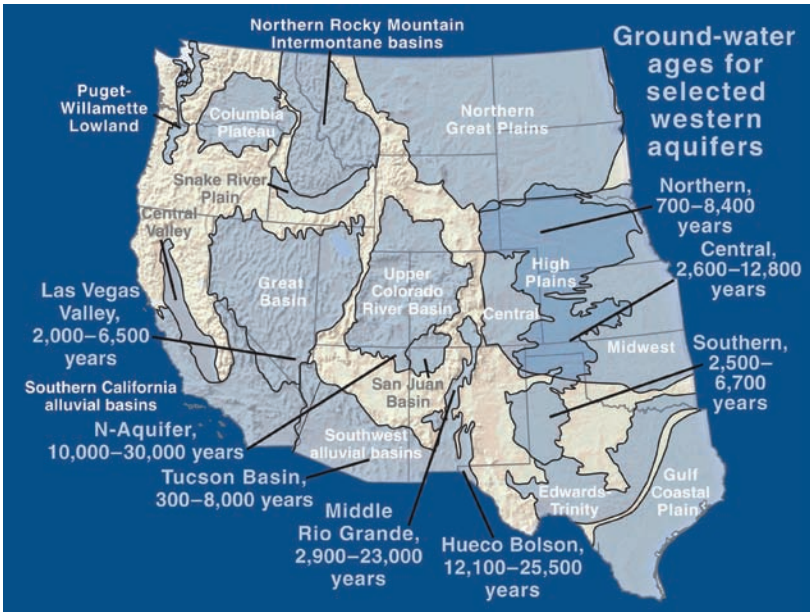 Northern Rocky Mountain
Intermontane basins
Ground-water
ages for
selected
western
aquifers
Puget-
Willamette
Lowland
Columbia
Plateau
Northern
Great Plains
Snake River
Plain
Central
Valley
Northern,
700–8,400
years
Central,
2,600–12,800
years
High
Plains
Great
Basin
Upper
Colorado
River Basin
Central
Midwest
Las Vegas
Valley,
2,000–6,500
years
Southern,
2,500–
6,700
years
Southern California
alluvial basins
San Juan
Basin
N-Aquifer,
10,000–30,000 years
Southwest
alluvial basins
Tucson Basin,
300–8,000 years
Edwards-
Trinity
Gulf
Coastal
Plain
Middle
Rio Grande,
2,900–23,000
years
Hueco Bolson,
12,100–25,500
years